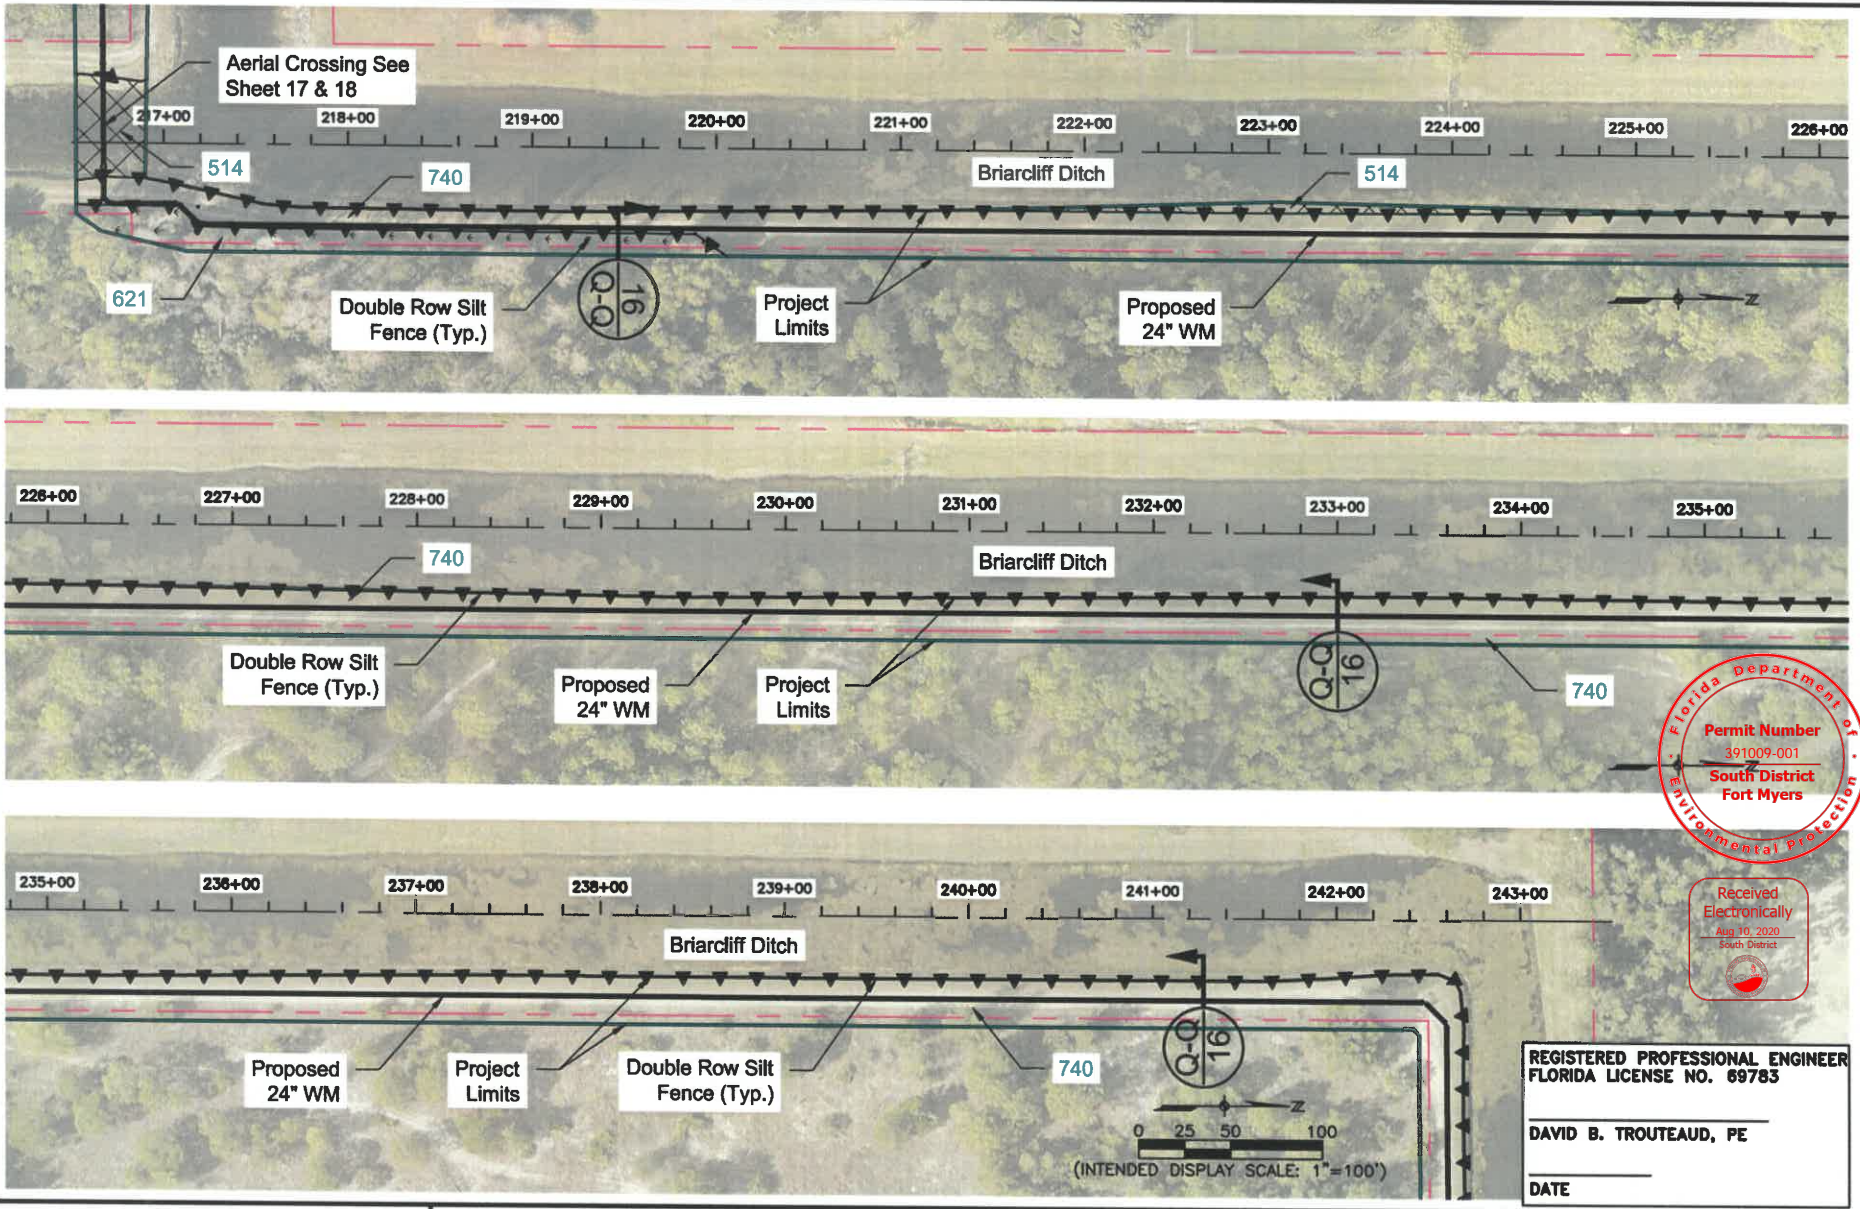 Aerial Crossing See
Sheet 17 & 18
217+00
218+00
219+00
220+00
221+00
222+00
223+00
224+00
225+00
226+00
514
740
Briarcliff Ditch
514
621
Double Row Silt
Fence (Typ.)
16
Q-Q
Project
Limits
Proposed
24" WM
Z
226+00
227+00
228+00
229+00
230+00
231+00
232+00
233+00
234+00
235+00
740
Briarcliff Ditch
Double Row Silt
Fence (Typ.)
Proposed
24" WM
Project
Limits
Q-Q
16
740
Z
Florida Department of Environmental Protection
Permit Number
391009-001
South District
Fort Myers
235+00
236+00
237+00
238+00
239+00
240+00
241+00
242+00
243+00
Briarcliff Ditch
Received
Electronically
Aug 10, 2020
South District
Proposed
24" WM
Project
Limits
Double Row Silt
Fence (Typ.)
740
Q-Q
16
Z
0 25 50 100
(INTENDED DISPLAY SCALE: 1"=100')
REGISTERED PROFESSIONAL ENGINEER
FLORIDA LICENSE NO. 69783
DAVID B. TROUTEAUD, PE
DATE